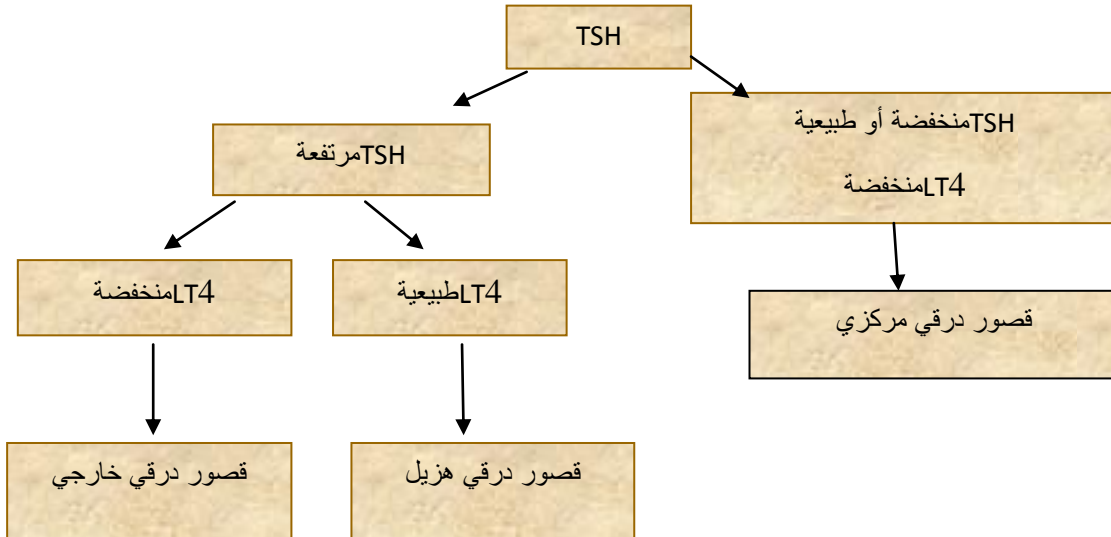 TSH
TSHمنخفضة أو طبيعية
LT4منخفضة
TSHمرتفعة
LT4منخفضة
LT4طبيعية
قصور درقي مركزي
قصور درقي خارجي
قصور درقي هزيل